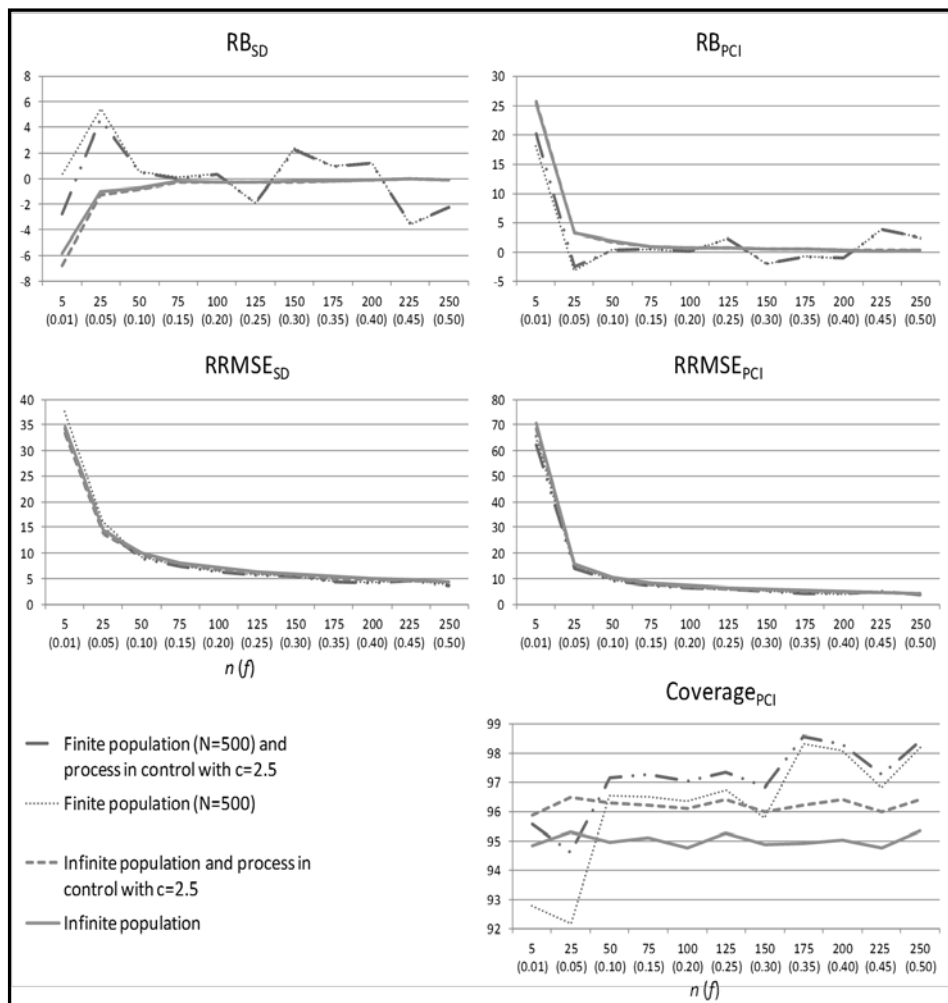 RB_SD
8
6
4
2
0
-2
-4
-6
-8
5 25 50 75 100 125 150 175 200 225 250
(0.01) (0.05) (0.10) (0.15) (0.20) (0.25) (0.30) (0.35) (0.40) (0.45) (0.50)
RB_PCI
30
25
20
15
10
5
0
-5
5 25 50 75 100 125 150 175 200 225 250
(0.01) (0.05) (0.10) (0.15) (0.20) (0.25) (0.30) (0.35) (0.40) (0.45) (0.50)
RRMSE_SD
40
35
30
25
20
15
10
5
0
5 25 50 75 100 125 150 175 200 225 250
(0.01) (0.05) (0.10) (0.15) (0.20) (0.25) (0.30) (0.35) (0.40) (0.45) (0.50)
n (f)
RRMSE_PCI
80
70
60
50
40
30
20
10
0
5 25 50 75 100 125 150 175 200 225 250
(0.01) (0.05) (0.10) (0.15) (0.20) (0.25) (0.30) (0.35) (0.40) (0.45) (0.50)
Finite population (N=500) and
process in control with c=2.5
Finite population (N=500)
Infinite population and process in
control with c=2.5
Infinite population
Coverage_PCI
99
98
97
96
95
94
93
92
5 25 50 75 100 125 150 175 200 225 250
(0.01) (0.05) (0.10) (0.15) (0.20) (0.25) (0.30) (0.35) (0.40) (0.45) (0.50)
n (f)